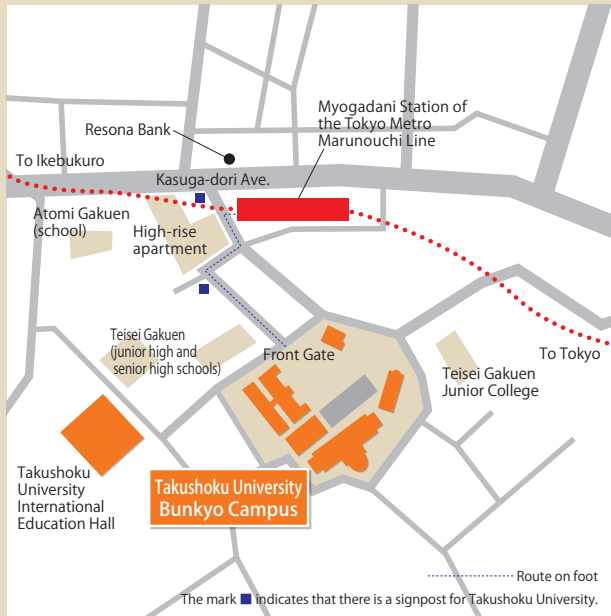 Myogadani Station of
the Tokyo Metro
Marunouchi Line
Resona Bank
To Ikebukuro
Kasuga-dori Ave.
Atomi Gakuen
(school)
High-rise
apartment
Teisei Gakuen
(junior high and
senior high schools)
Front Gate
To Tokyo
Teisei Gakuen
Junior College
Takushoku
University
International
Education Hall
Takushoku University
Bunkyo Campus
Route on foot
The mark ■ indicates that there is a signpost for Takushoku University.